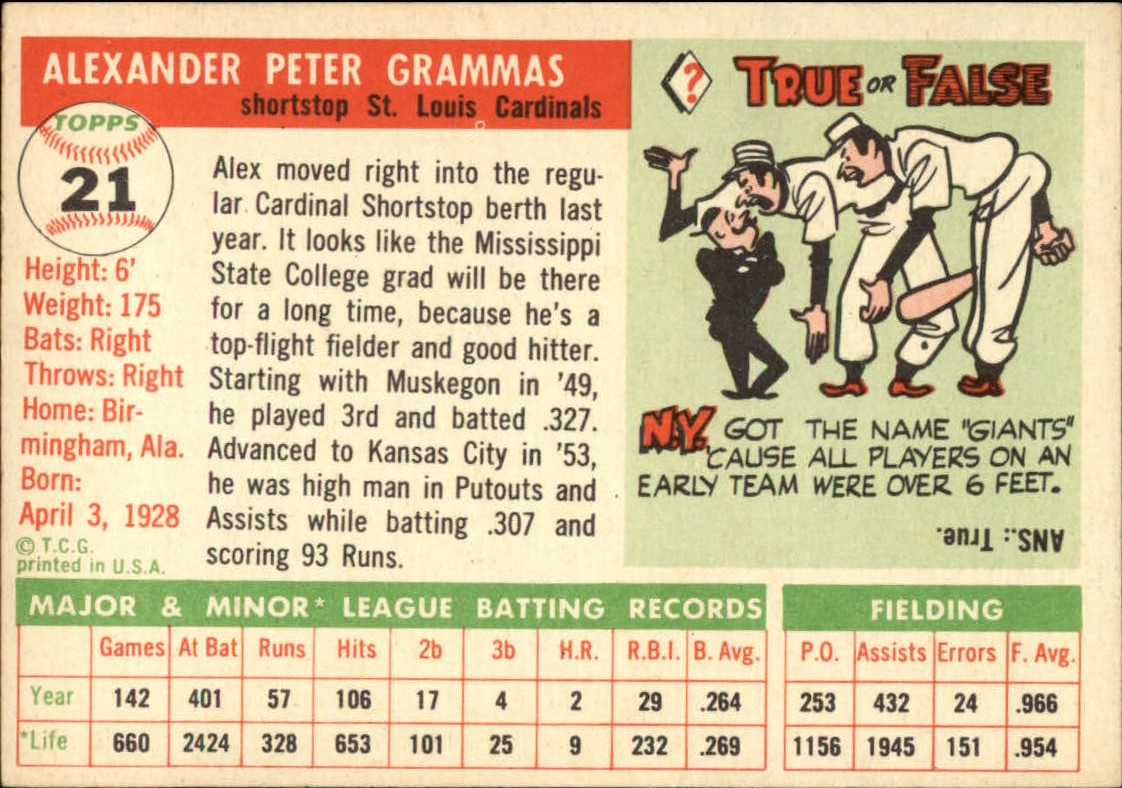 ALEXANDER PETER GRAMMAS
shortstop St. Louis Cardinals
TOPPS
21
Height: 6'
Weight: 175
Bats: Right
Throws: Right
Home: Bir-
mingham, Ala.
Born:
April 3, 1928
© T.C.G.
printed in U.S.A.
Alex moved right into the regu-
lar Cardinal Shortstop berth last
year. It looks like the Mississippi
State College grad will be there
for a long time, because he's a
top-flight fielder and good hitter.
Starting with Muskegon in '49,
he played 3rd and batted .327.
Advanced to Kansas City in '53,
he was high man in Putouts and
Assists while batting .307 and
scoring 93 Runs.
? TRUE OR FALSE
N.Y. GOT THE NAME "GIANTS"
'CAUSE ALL PLAYERS ON AN
EARLY TEAM WERE OVER 6 FEET.
ANS.: True.
MAJOR & MINOR* LEAGUE BATTING RECORDS FIELDING
Games At Bat Runs Hits 2b 3b H.R. R.B.I. B. Avg. P.O. Assists Errors F. Avg.
Year 142 401 57 106 17 4 2 29 .264 253 432 24 .966
*Life 660 2424 328 653 101 25 9 232 .269 1156 1945 151 .954